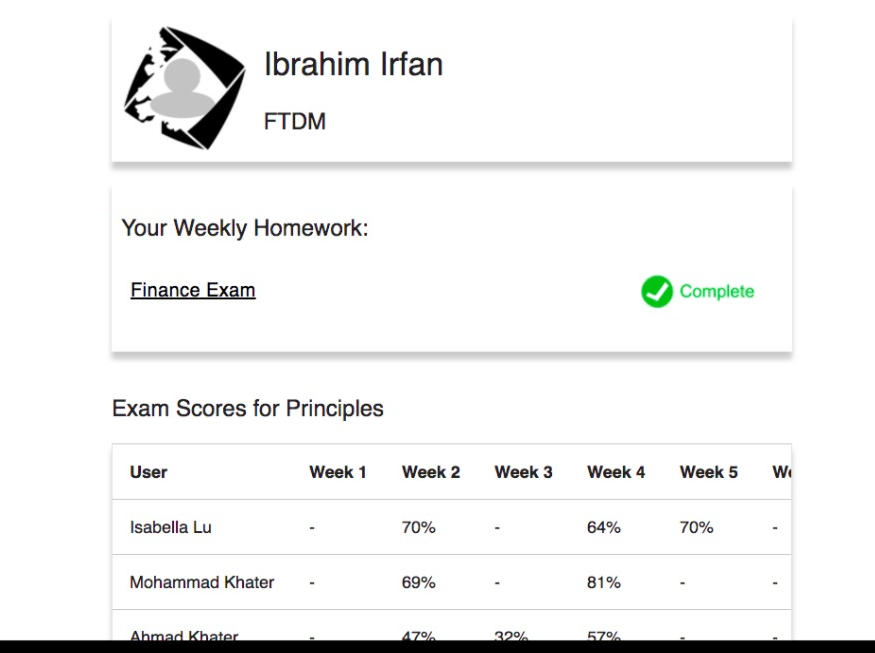 Ibrahim Irfan
FTDM
Your Weekly Homework:
Finance Exam Complete
Exam Scores for Principles
User Week 1 Week 2 Week 3 Week 4 Week 5
Isabella Lu - 70% - 64% 70% -
Mohammad Khater - 69% - 81% - -
Ahmad Khater - 47% 32% 57% - -